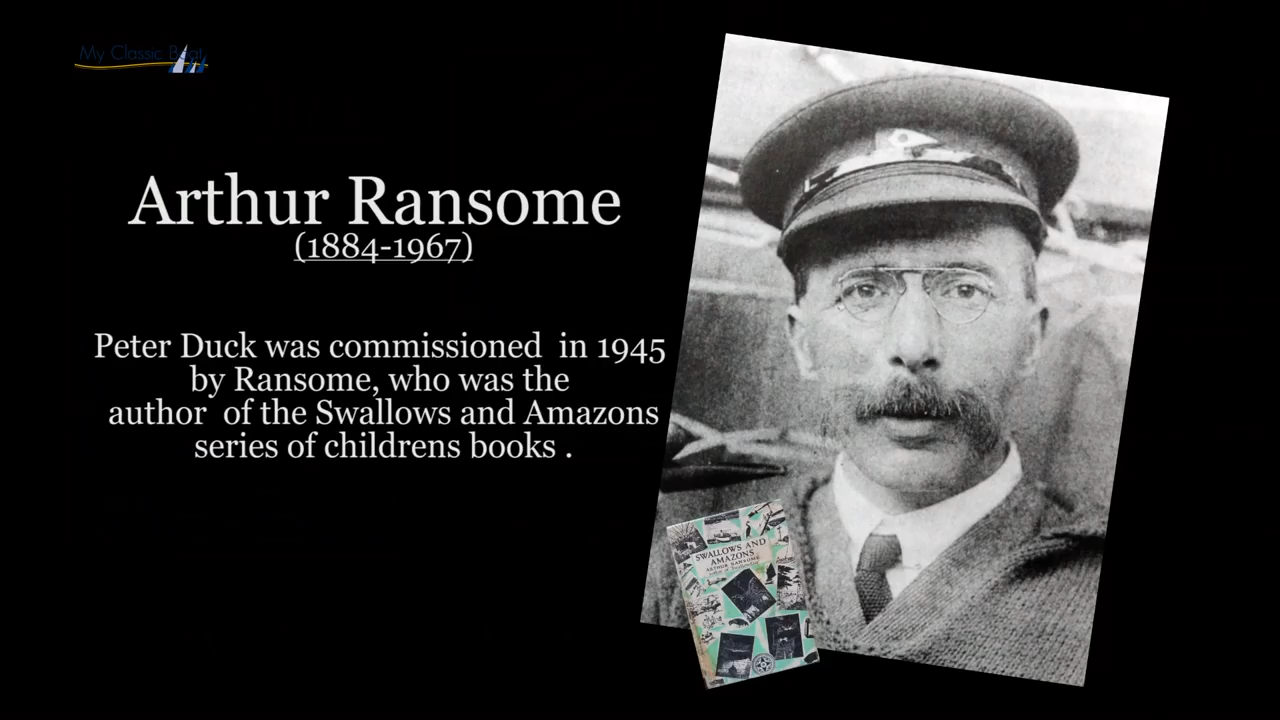 My Classic Boat
Arthur Ransome
(1884-1967)
Peter Duck was commissioned  in 1945
by Ransome, who was the
author  of the Swallows and Amazons
series of childrens books .
SWALLOWS AND
AMAZONS
ARTHUR RANSOME